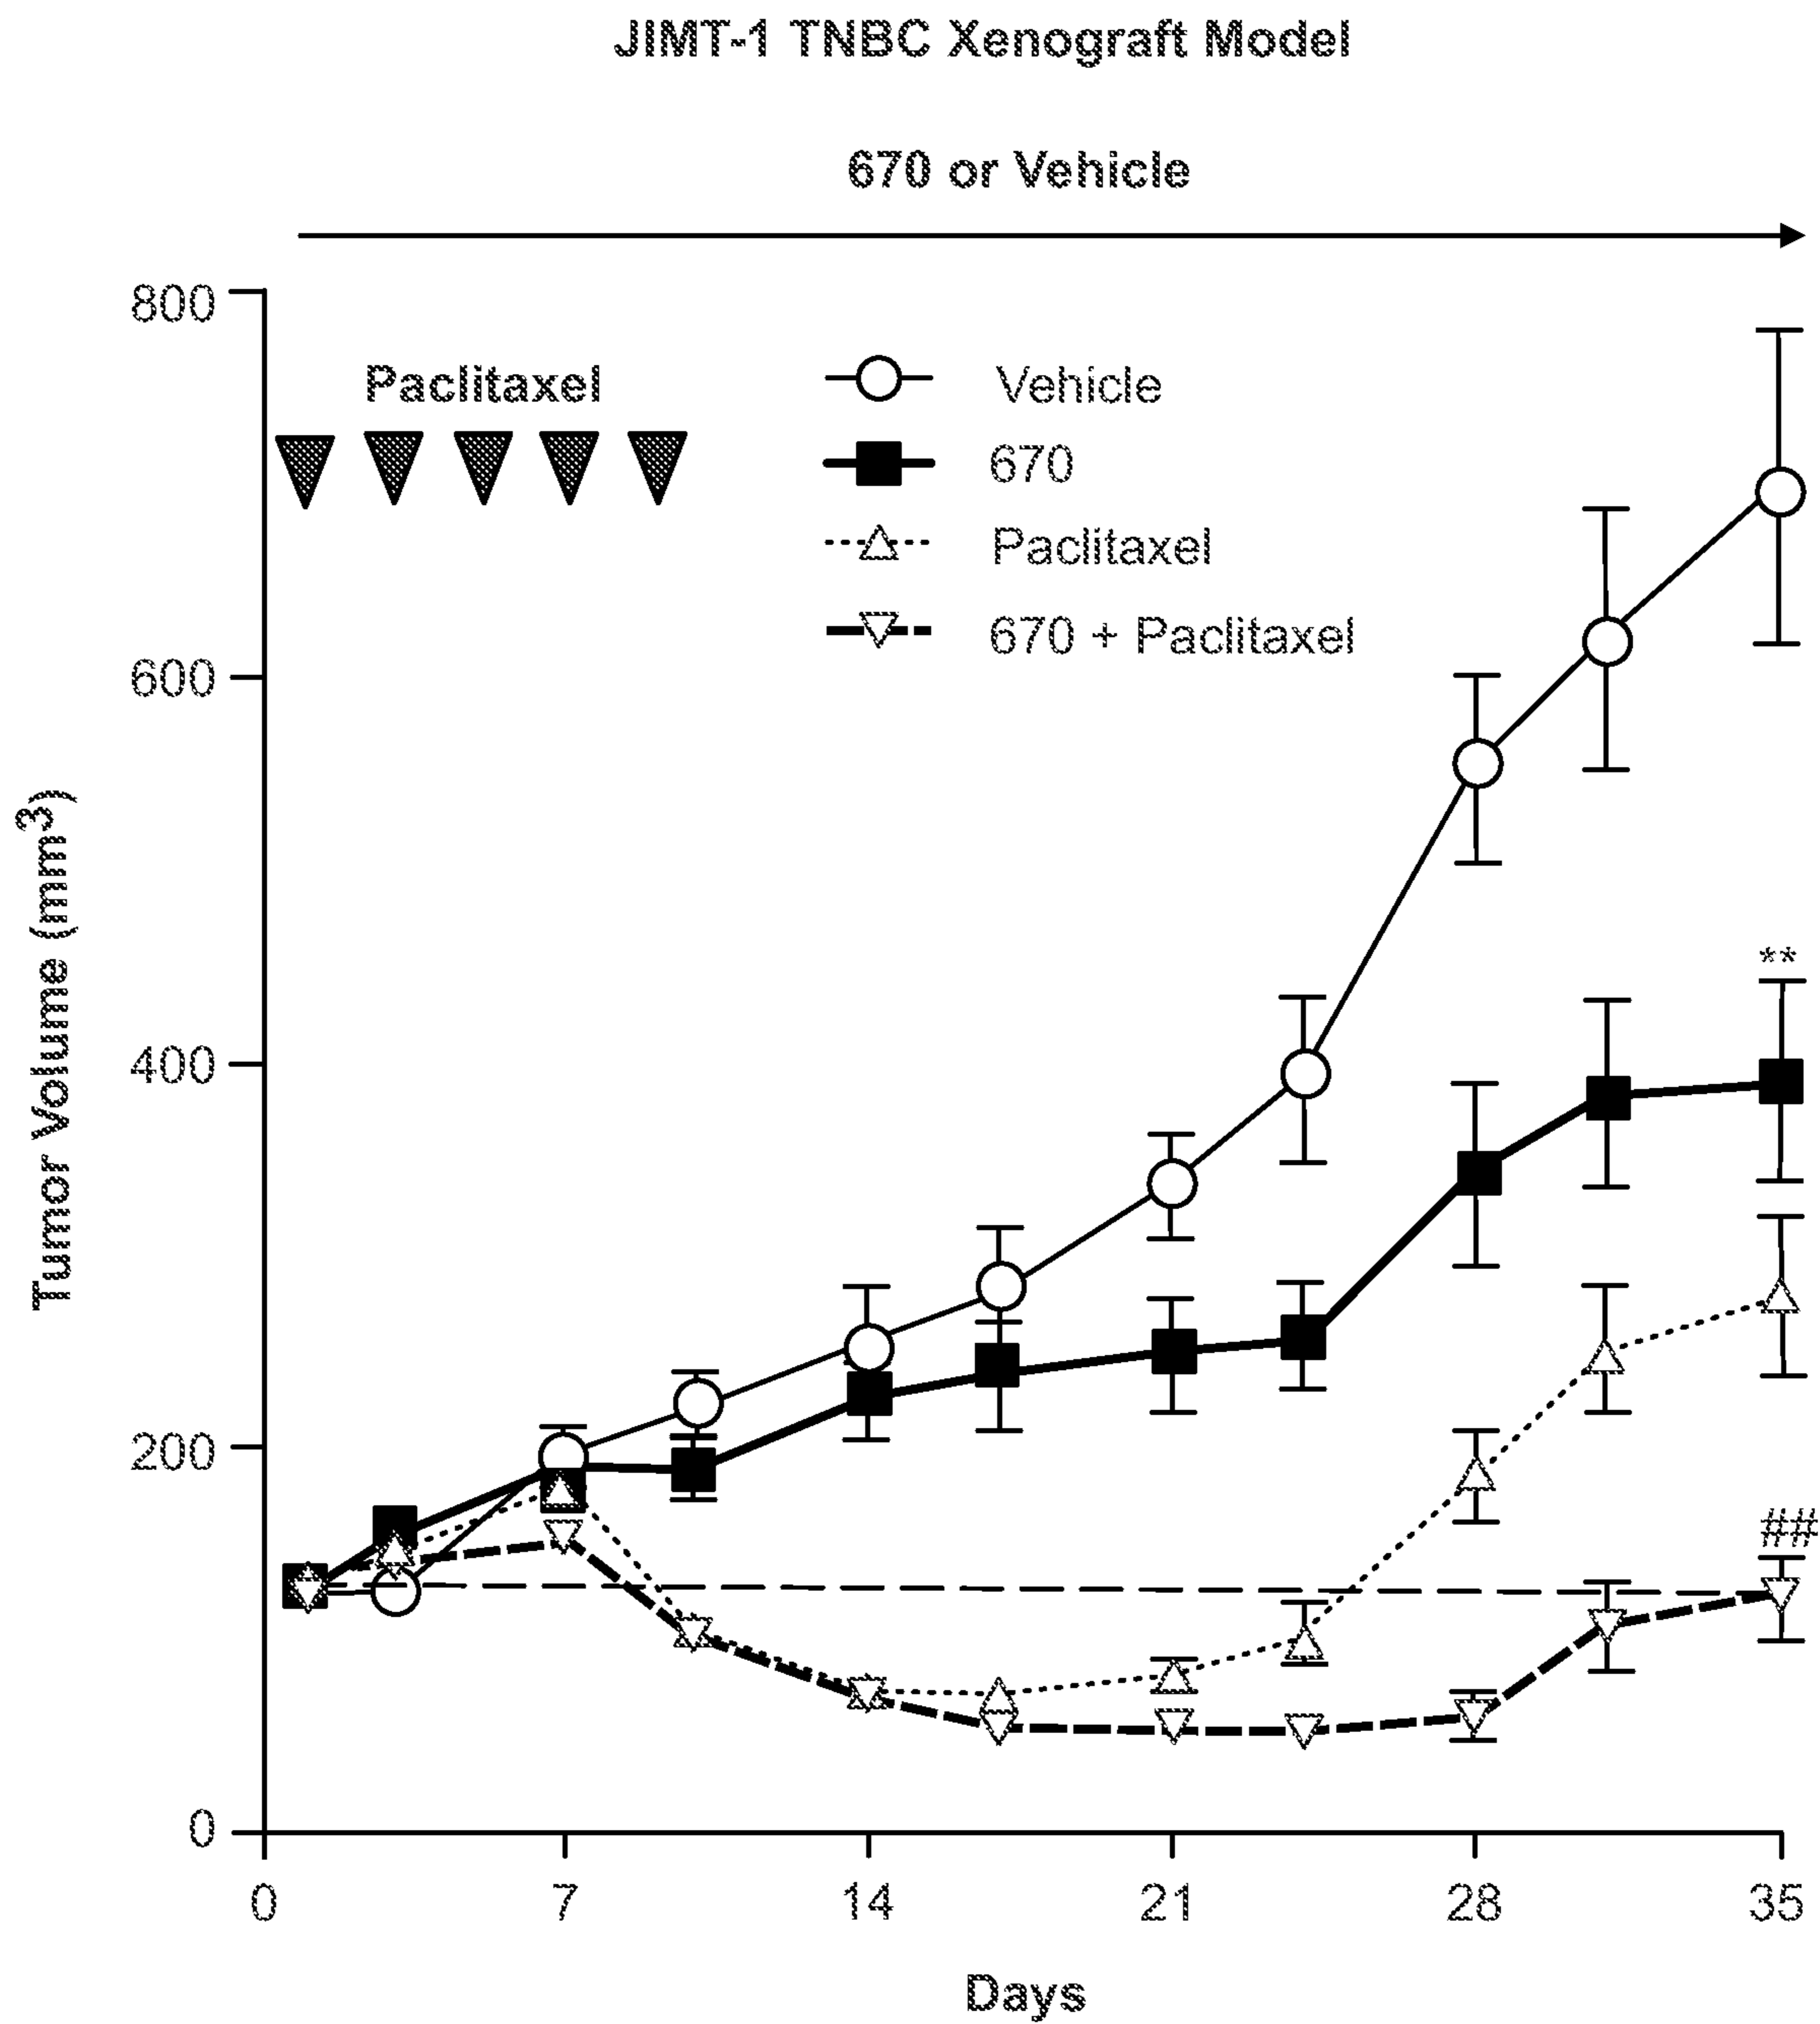 JIMT-1 TNBC Xenograft Model
670 or Vehicle
800
Paclitaxel
Vehicle
670
Paclitaxel
670 + Paclitaxel
600
Tumor Volume (mm³)
**
400
200
##
0
0 7 14 21 28 35
Days